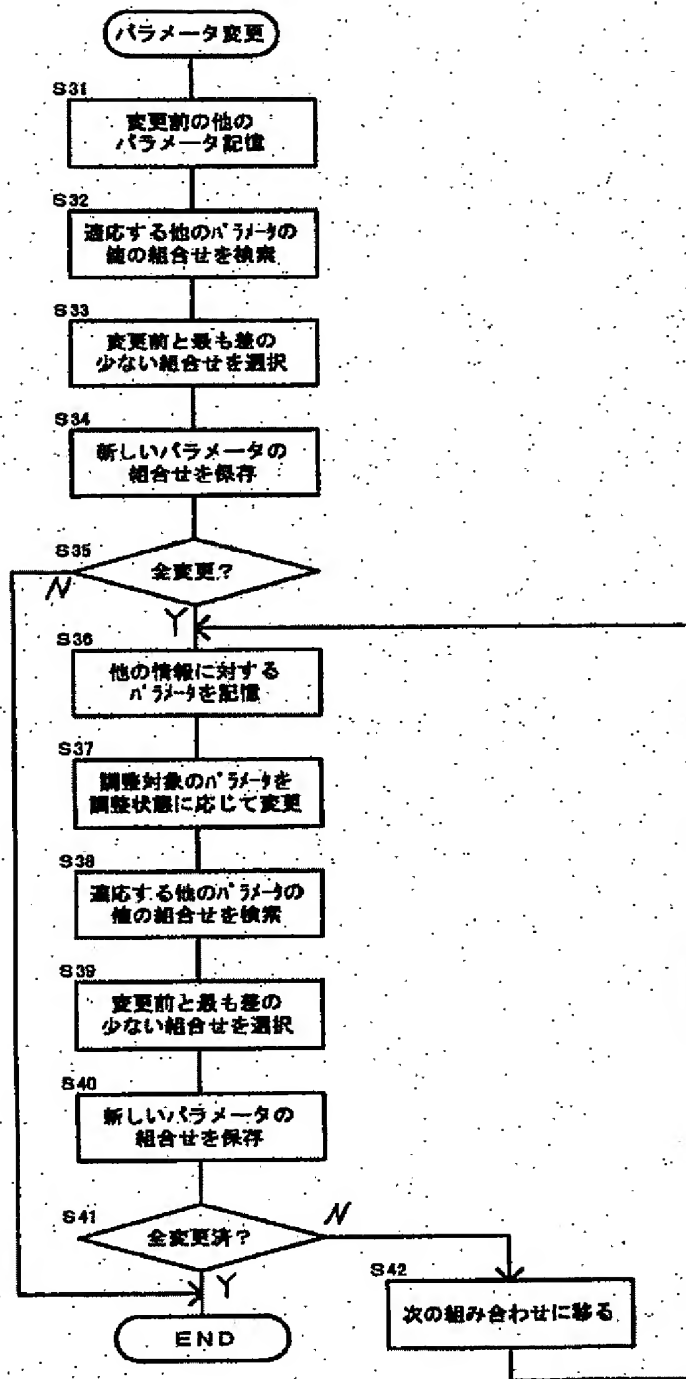 パラメータ変更
S31
変更前の他の
パラメータ記憶
S32
適応する他のパラメータの
値の組合せを検索
S33
変更前と最も差の
少ない組合せを選択
S34
新しいパラメータの
組合せを保存
S35
全変更?
N
Y
S36
他の情報に対する
パラメータを記憶
S37
調整対象のパラメータを
調整状態に応じて変更
S38
適応する他のパラメータの
値の組合せを検索
S39
変更前と最も差の
少ない組合せを選択
S40
新しいパラメータの
組合せを保存
S41
全変更済?
N
Y
S42
次の組み合わせに移る
END